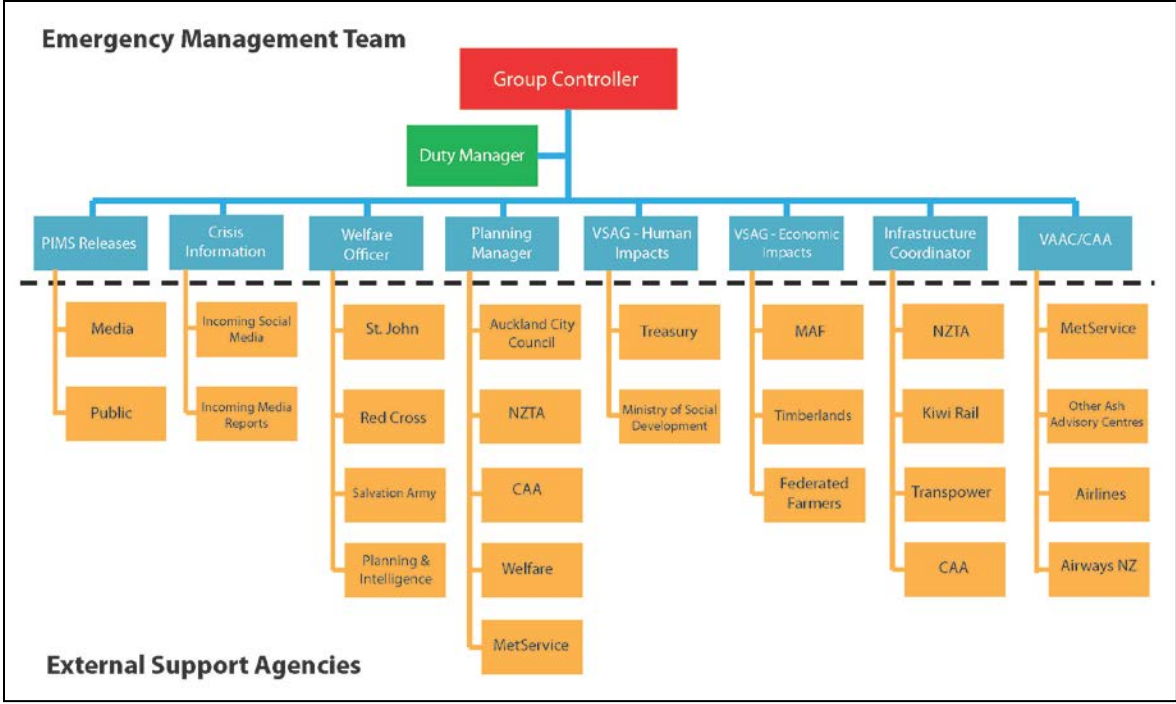 Emergency Management Team
Group Controller
Duty Manager
PIMS Releases
Crisis
Information
Welfare
Officer
Planning
Manager
VSAG - Human
Impacts
VSAG - Economic
Impacts
Infrastructure
Coordinator
VAAC/CAA
Media
Public
Incoming Social
Media
Incoming Media
Reports
St. John
Red Cross
Salvation Army
Planning &
Intelligence
Auckland City
Council
NZTA
CAA
Welfare
MetService
Treasury
Ministry of Social
Development
MAF
Timberlands
Federated
Farmers
NZTA
Kiwi Rail
Transpower
CAA
MetService
Other Ash
Advisory Centres
Airlines
Airways NZ
External Support Agencies